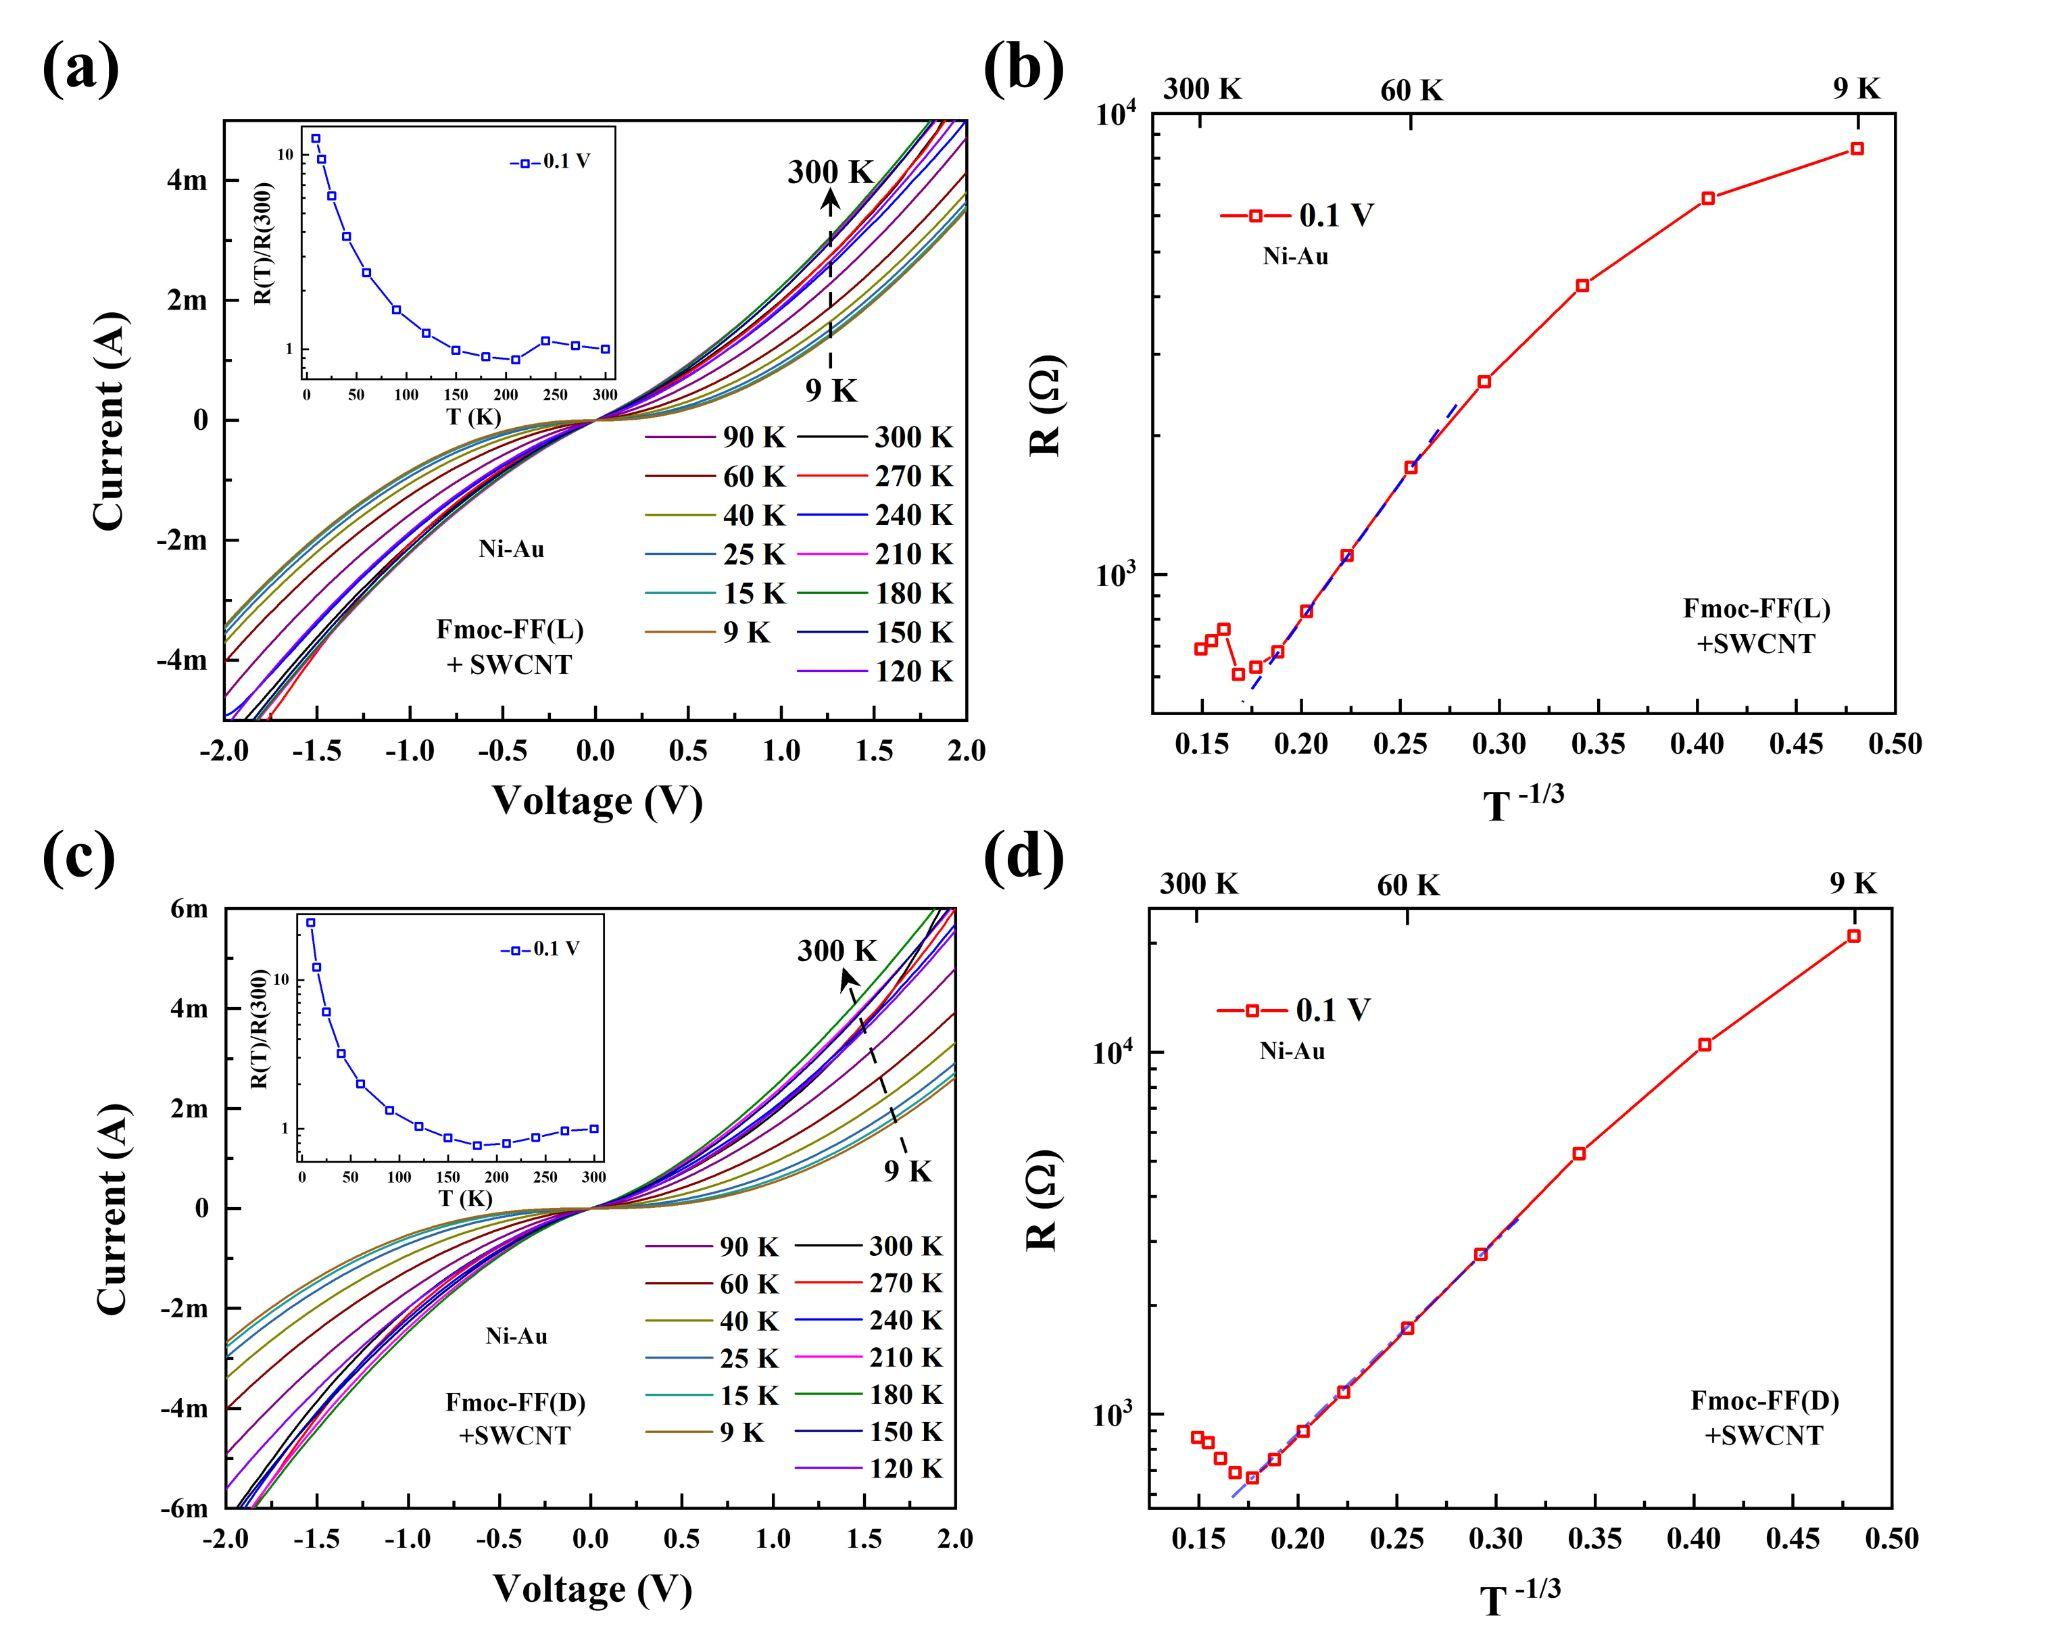 (a)
4m
2m
0
-2m
-4m
Current (A)
-2.0 -1.5 -1.0 -0.5 0.0 0.5 1.0 1.5 2.0
Voltage (V)
10
1
R(T)/R(300)
0 50 100 150 200 250 300
T (K)
0.1 V
300 K
9 K
90 K 300 K
60 K 270 K
40 K 240 K
25 K 210 K
15 K 180 K
9 K 150 K
120 K
Ni-Au
Fmoc-FF(L)
+ SWCNT
(b)
300 K 60 K 9 K
10⁴
10³
R (Ω)
0.1 V
Ni-Au
Fmoc-FF(L)
+SWCNT
0.15 0.20 0.25 0.30 0.35 0.40 0.45 0.50
T -1/3
(c)
6m
4m
2m
0
-2m
-4m
-6m
Current (A)
-2.0 -1.5 -1.0 -0.5 0.0 0.5 1.0 1.5 2.0
Voltage (V)
10
1
R(T)/R(300)
0 50 100 150 200 250 300
T (K)
0.1 V
300 K
9 K
90 K 300 K
60 K 270 K
40 K 240 K
25 K 210 K
15 K 180 K
9 K 150 K
120 K
Ni-Au
Fmoc-FF(D)
+SWCNT
(d)
300 K 60 K 9 K
10⁴
10³
R (Ω)
0.1 V
Ni-Au
Fmoc-FF(D)
+SWCNT
0.15 0.20 0.25 0.30 0.35 0.40 0.45 0.50
T -1/3